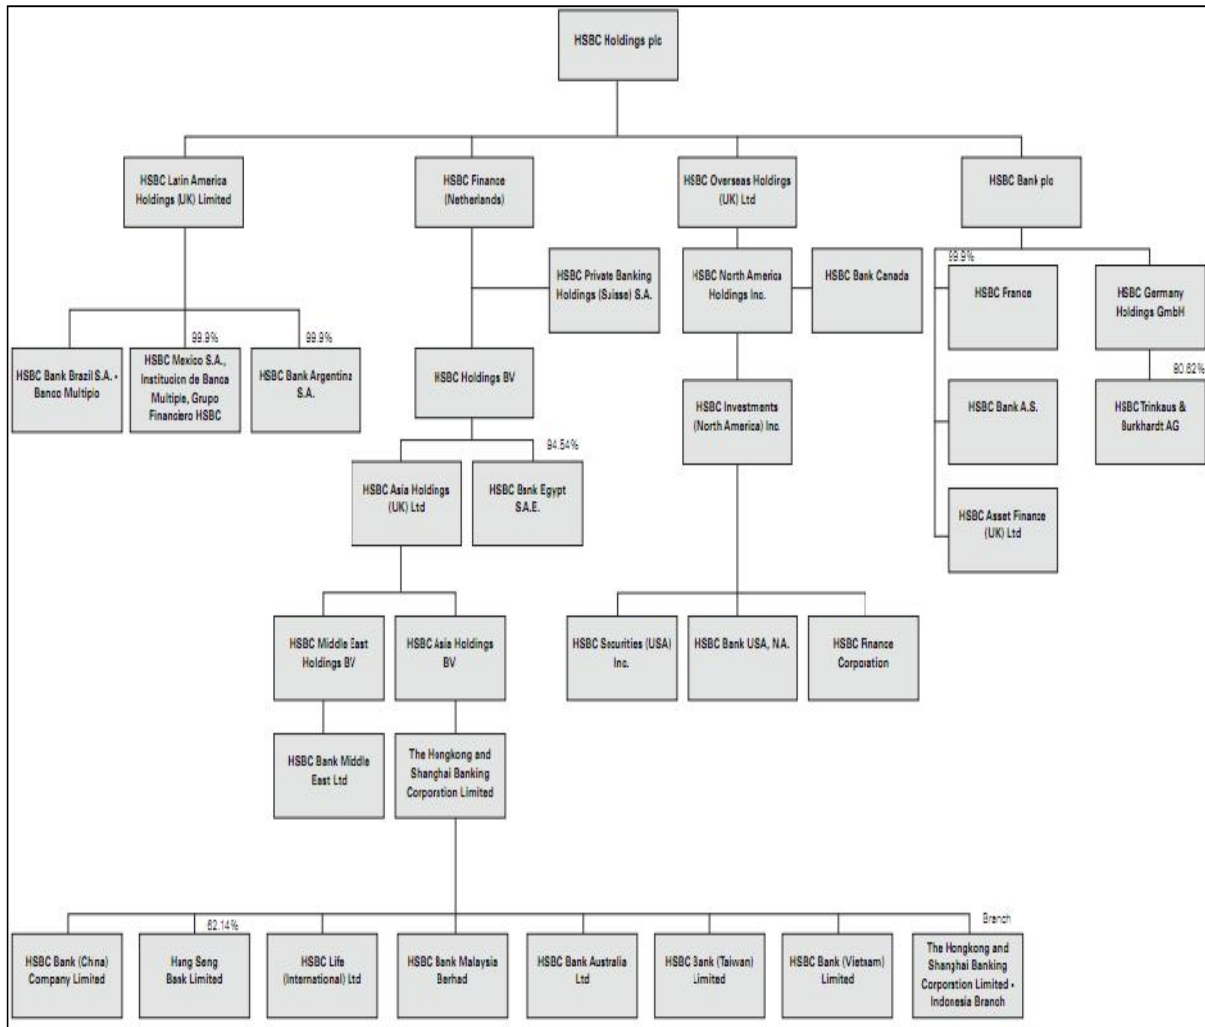 HSBC Holdings plc
HSBC Latin America
Holdings (UK) Limited
HSBC Finance
(Netherlands)
HSBC Overseas Holdings
(UK) Ltd
HSBC Bank plc
HSBC Private Banking
Holdings (Suisse) S.A.
HSBC North America
Holdings Inc.
HSBC Bank Canada
99.9%
HSBC France
HSBC Germany
Holdings GmbH
HSBC Bank Brazil S.A. -
Banco Multiplo
99.9%
HSBC Mexico S.A.,
Institucion de Banca
Multiple, Grupo
Financiero HSBC
99.9%
HSBC Bank Argentina
S.A.
HSBC Holdings BV
HSBC Investments
(North America) Inc.
HSBC Bank A.S.
80.62%
HSBC Trinkaus &
Burkhardt AG
HSBC Asia Holdings
(UK) Ltd
94.54%
HSBC Bank Egypt
S.A.E.
HSBC Asset Finance
(UK) Ltd
HSBC Middle East
Holdings BV
HSBC Asia Holdings
BV
HSBC Securities (USA)
Inc.
HSBC Bank USA, N.A.
HSBC Finance
Corporation
HSBC Bank Middle
East Ltd
The Hongkong and
Shanghai Banking
Corporation Limited
HSBC Bank (China)
Company Limited
62.14%
Hang Seng
Bank Limited
HSBC Life
(International) Ltd
HSBC Bank Malaysia
Berhad
HSBC Bank Australia
Ltd
HSBC Bank (Taiwan)
Limited
HSBC Bank (Vietnam)
Limited
Branch
The Hongkong and
Shanghai Banking
Corporation Limited -
Indonesia Branch